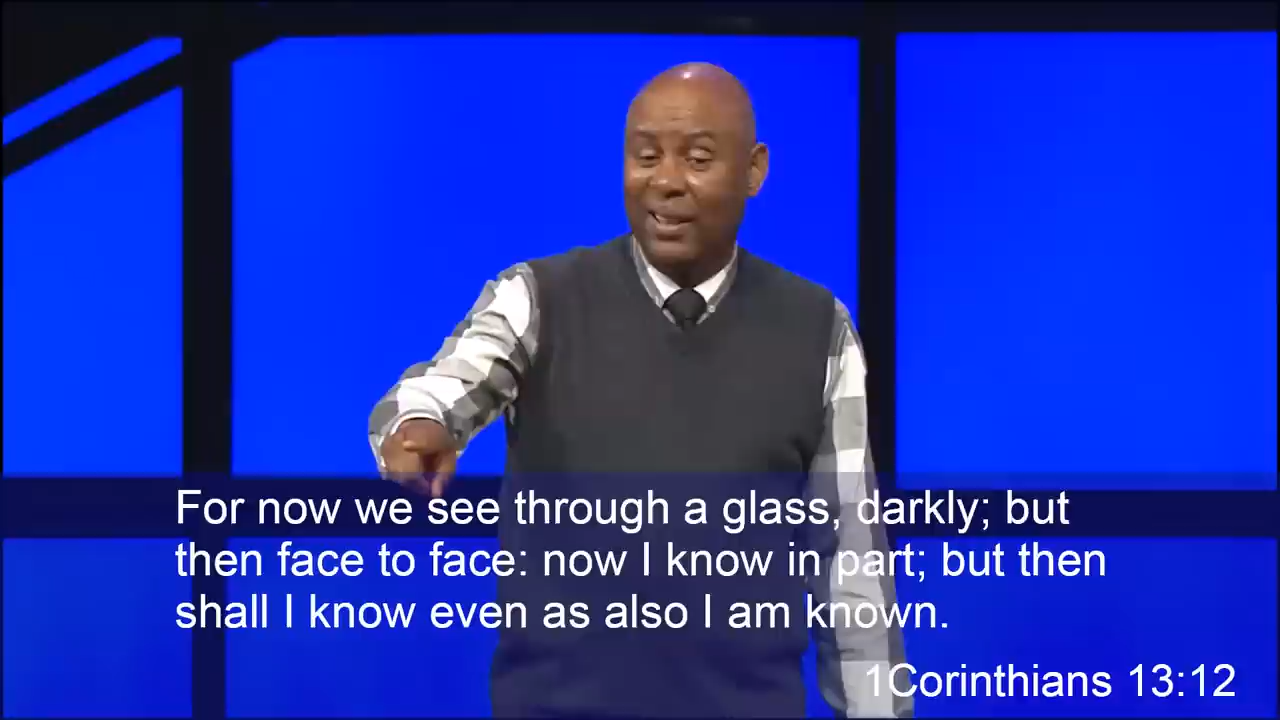 For now we see through a glass, darkly; but
then face to face: now I know in part; but then
shall I know even as also I am known.
1Corinthians 13:12